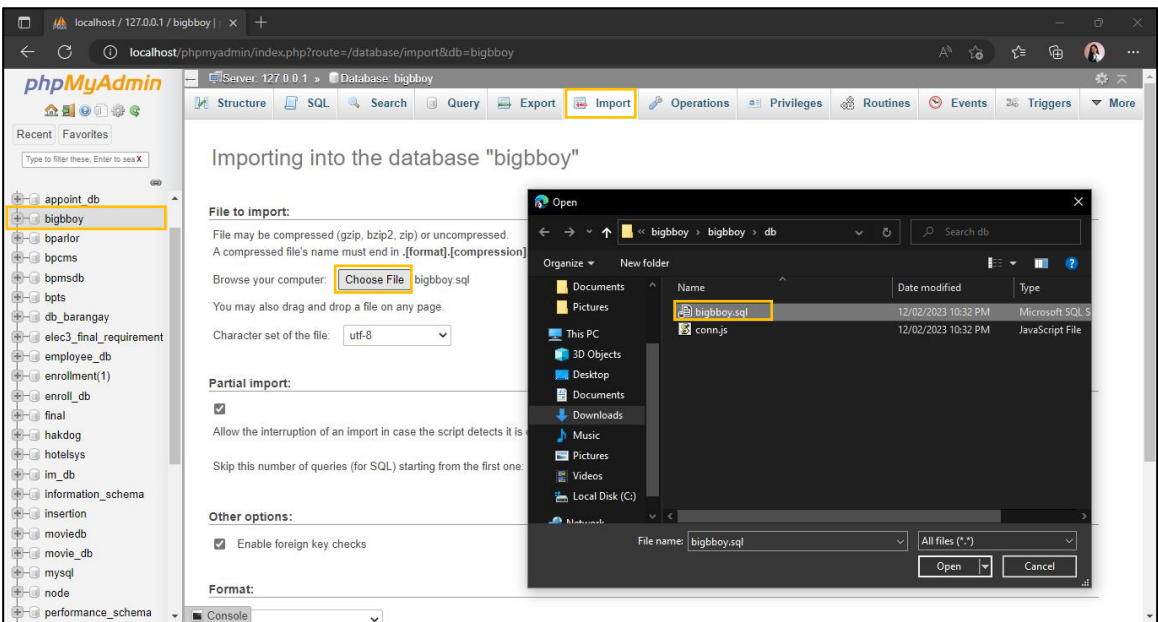 localhost / 127.0.0.1 / bigbboy |
localhost/phpmyadmin/index.php?route=/database/import&db=bigbboy
phpMyAdmin
Recent Favorites
Type to filter these, Enter to sea X
appoint_db
bigbboy
bparlor
bpcms
bpmsdb
bpts
db_barangay
elec3_final_requirement
employee_db
enrollment(1)
enroll_db
final
hakdog
hotelsys
im_db
information_schema
insertion
moviedb
movie_db
mysql
node
performance_schema
Server: 127.0.0.1 » Database: bigbboy
Structure SQL Search Query Export Import Operations Privileges Routines Events Triggers More
Importing into the database "bigbboy"
File to import:
File may be compressed (gzip, bzip2, zip) or uncompressed.
A compressed file's name must end in .[format].[compression]
Browse your computer: Choose File bigbboy.sql
You may also drag and drop a file on any page.
Character set of the file: utf-8
Partial import:
Allow the interruption of an import in case the script detects it is
Skip this number of queries (for SQL) starting from the first one:
Other options:
Enable foreign key checks
Format:
Console
Open
« bigbboy › bigbboy › db
Search db
Organize New folder
Documents
Pictures
This PC
3D Objects
Desktop
Documents
Downloads
Music
Pictures
Videos
Local Disk (C:)
Network
Name Date modified Type
bigbboy.sql 12/02/2023 10:32 PM Microsoft SQL S
conn.js 12/02/2023 10:32 PM JavaScript File
File name: bigbboy.sql All files (*.*)
Open Cancel